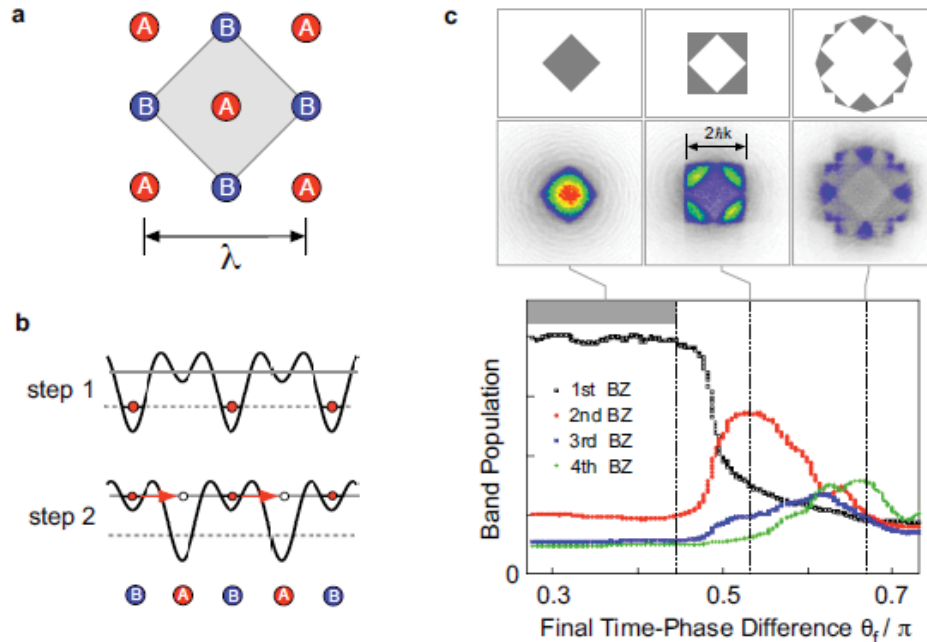 a
A B A
B A B
A B A
λ
b
step 1
step 2
B A B A B
c
2ħk
Band Population
0
1st BZ
2nd BZ
3rd BZ
4th BZ
0.3 0.5 0.7
Final Time-Phase Difference θf / π